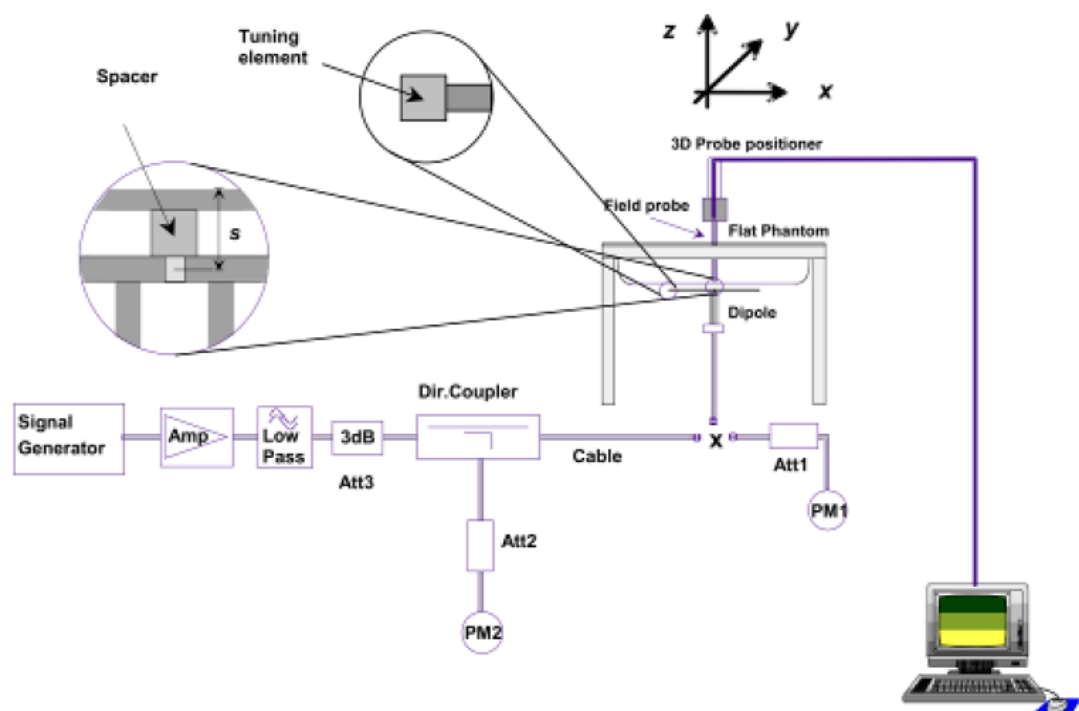 z
y
x
Tuning
element
Spacer
3D Probe positioner
Field probe
Flat Phantom
s
Dipole
Dir.Coupler
Signal
Generator
Amp
Low
Pass
3dB
Att3
Cable
X
Att1
PM1
Att2
PM2